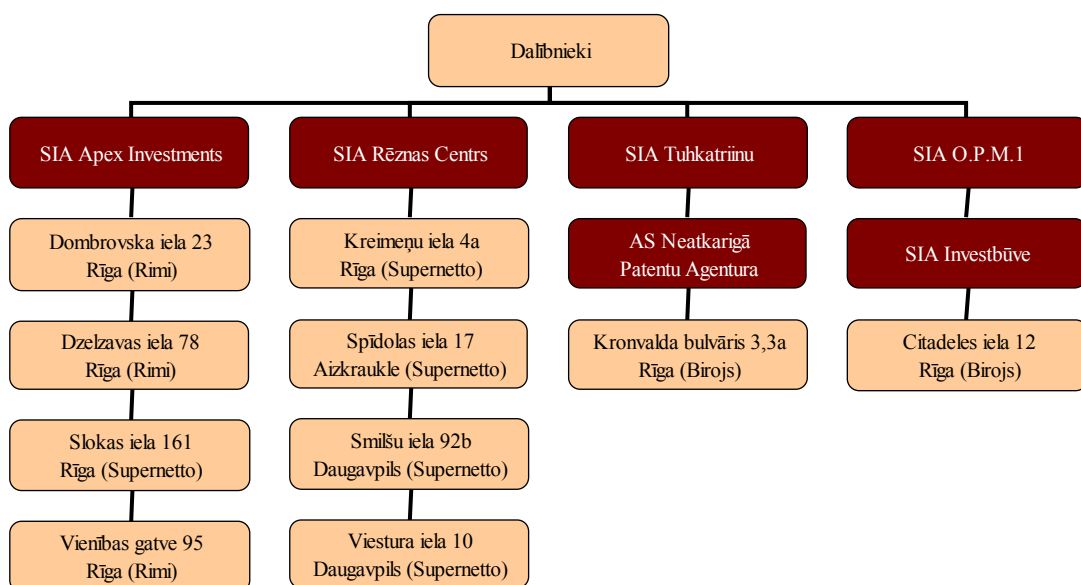 Dalībnieki
SIA Apex Investments
SIA Rēznas Centrs
SIA Tuhkatriinu
SIA O.P.M.1
Dombrovska iela 23
Rīga (Rimi)
Kreimeņu iela 4a
Rīga (Supernetto)
AS Neatkarigā
Patentu Agentura
SIA Investbūve
Dzelzavas iela 78
Rīga (Rimi)
Spīdolas iela 17
Aizkraukle (Supernetto)
Kronvalda bulvāris 3,3a
Rīga (Birojs)
Citadeles iela 12
Rīga (Birojs)
Slokas iela 161
Rīga (Supernetto)
Smilšu iela 92b
Daugavpils (Supernetto)
Vienības gatve 95
Rīga (Rimi)
Viestura iela 10
Daugavpils (Supernetto)